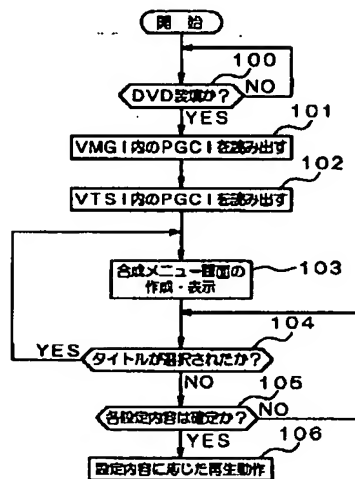 開 始
100
DVD装填か?
NO
YES
101
VMGI内のPGCIを読み出す
102
VTSI内のPGCIを読み出す
合成メニュー画面の
作成・表示
103
104
YES
タイトルが選択されたか?
NO
105
各設定内容は確定か?
NO
YES
106
設定内容に応じた再生動作